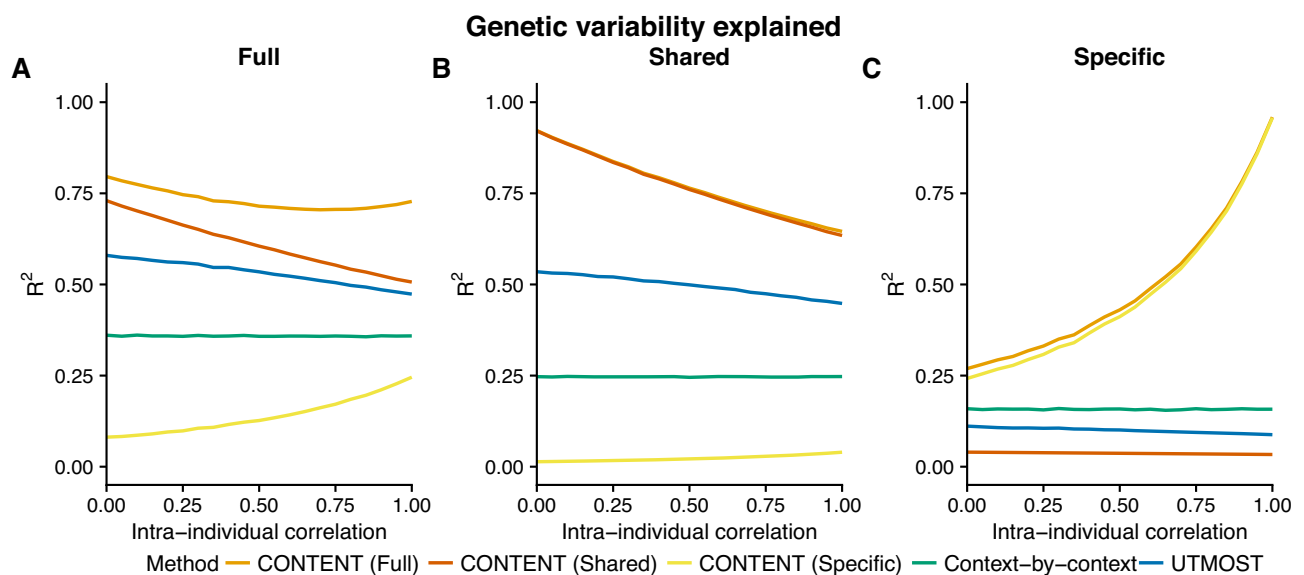 Genetic variability explained
A
Full
B
Shared
C
Specific
R²
1.00
0.75
0.50
0.25
0.00
0.00
0.25
0.50
0.75
1.00
Intra−individual correlation
R²
1.00
0.75
0.50
0.25
0.00
0.00
0.25
0.50
0.75
1.00
Intra−individual correlation
R²
1.00
0.75
0.50
0.25
0.00
0.00
0.25
0.50
0.75
1.00
Intra−individual correlation
Method CONTENT (Full) CONTENT (Shared) CONTENT (Specific) Context−by−context UTMOST